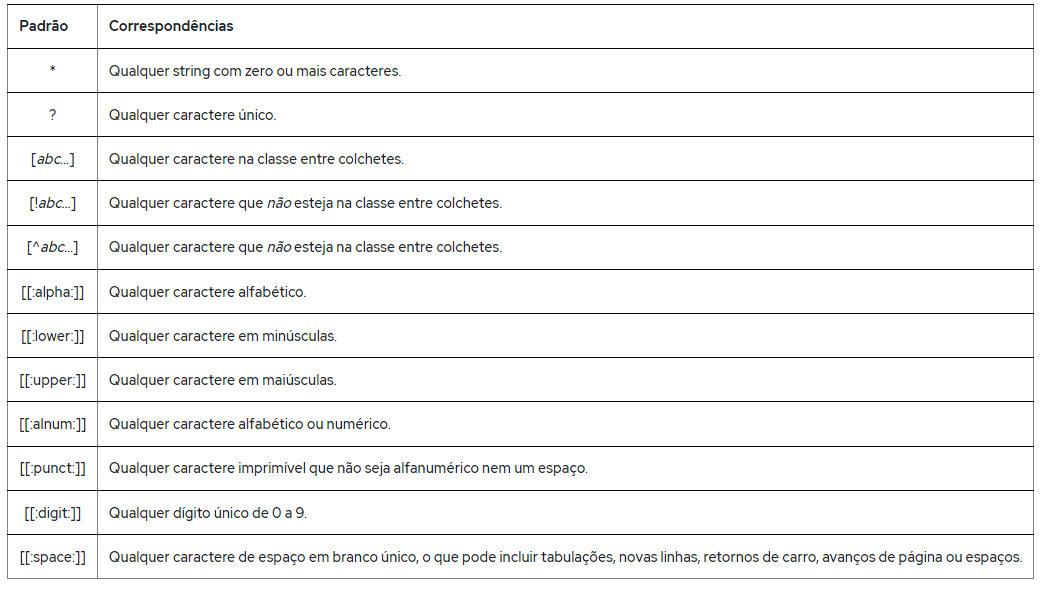 Padrão Correspondências
* Qualquer string com zero ou mais caracteres.
? Qualquer caractere único.
[abc...] Qualquer caractere na classe entre colchetes.
[!abc...] Qualquer caractere que não esteja na classe entre colchetes.
[^abc...] Qualquer caractere que não esteja na classe entre colchetes.
[[:alpha:]] Qualquer caractere alfabético.
[[:lower:]] Qualquer caractere em minúsculas.
[[:upper:]] Qualquer caractere em maiúsculas.
[[:alnum:]] Qualquer caractere alfabético ou numérico.
[[:punct:]] Qualquer caractere imprimível que não seja alfanumérico nem um espaço.
[[:digit:]] Qualquer dígito único de 0 a 9.
[[:space:]] Qualquer caractere de espaço em branco único, o que pode incluir tabulações, novas linhas, retornos de carro, avanços de página ou espaços.